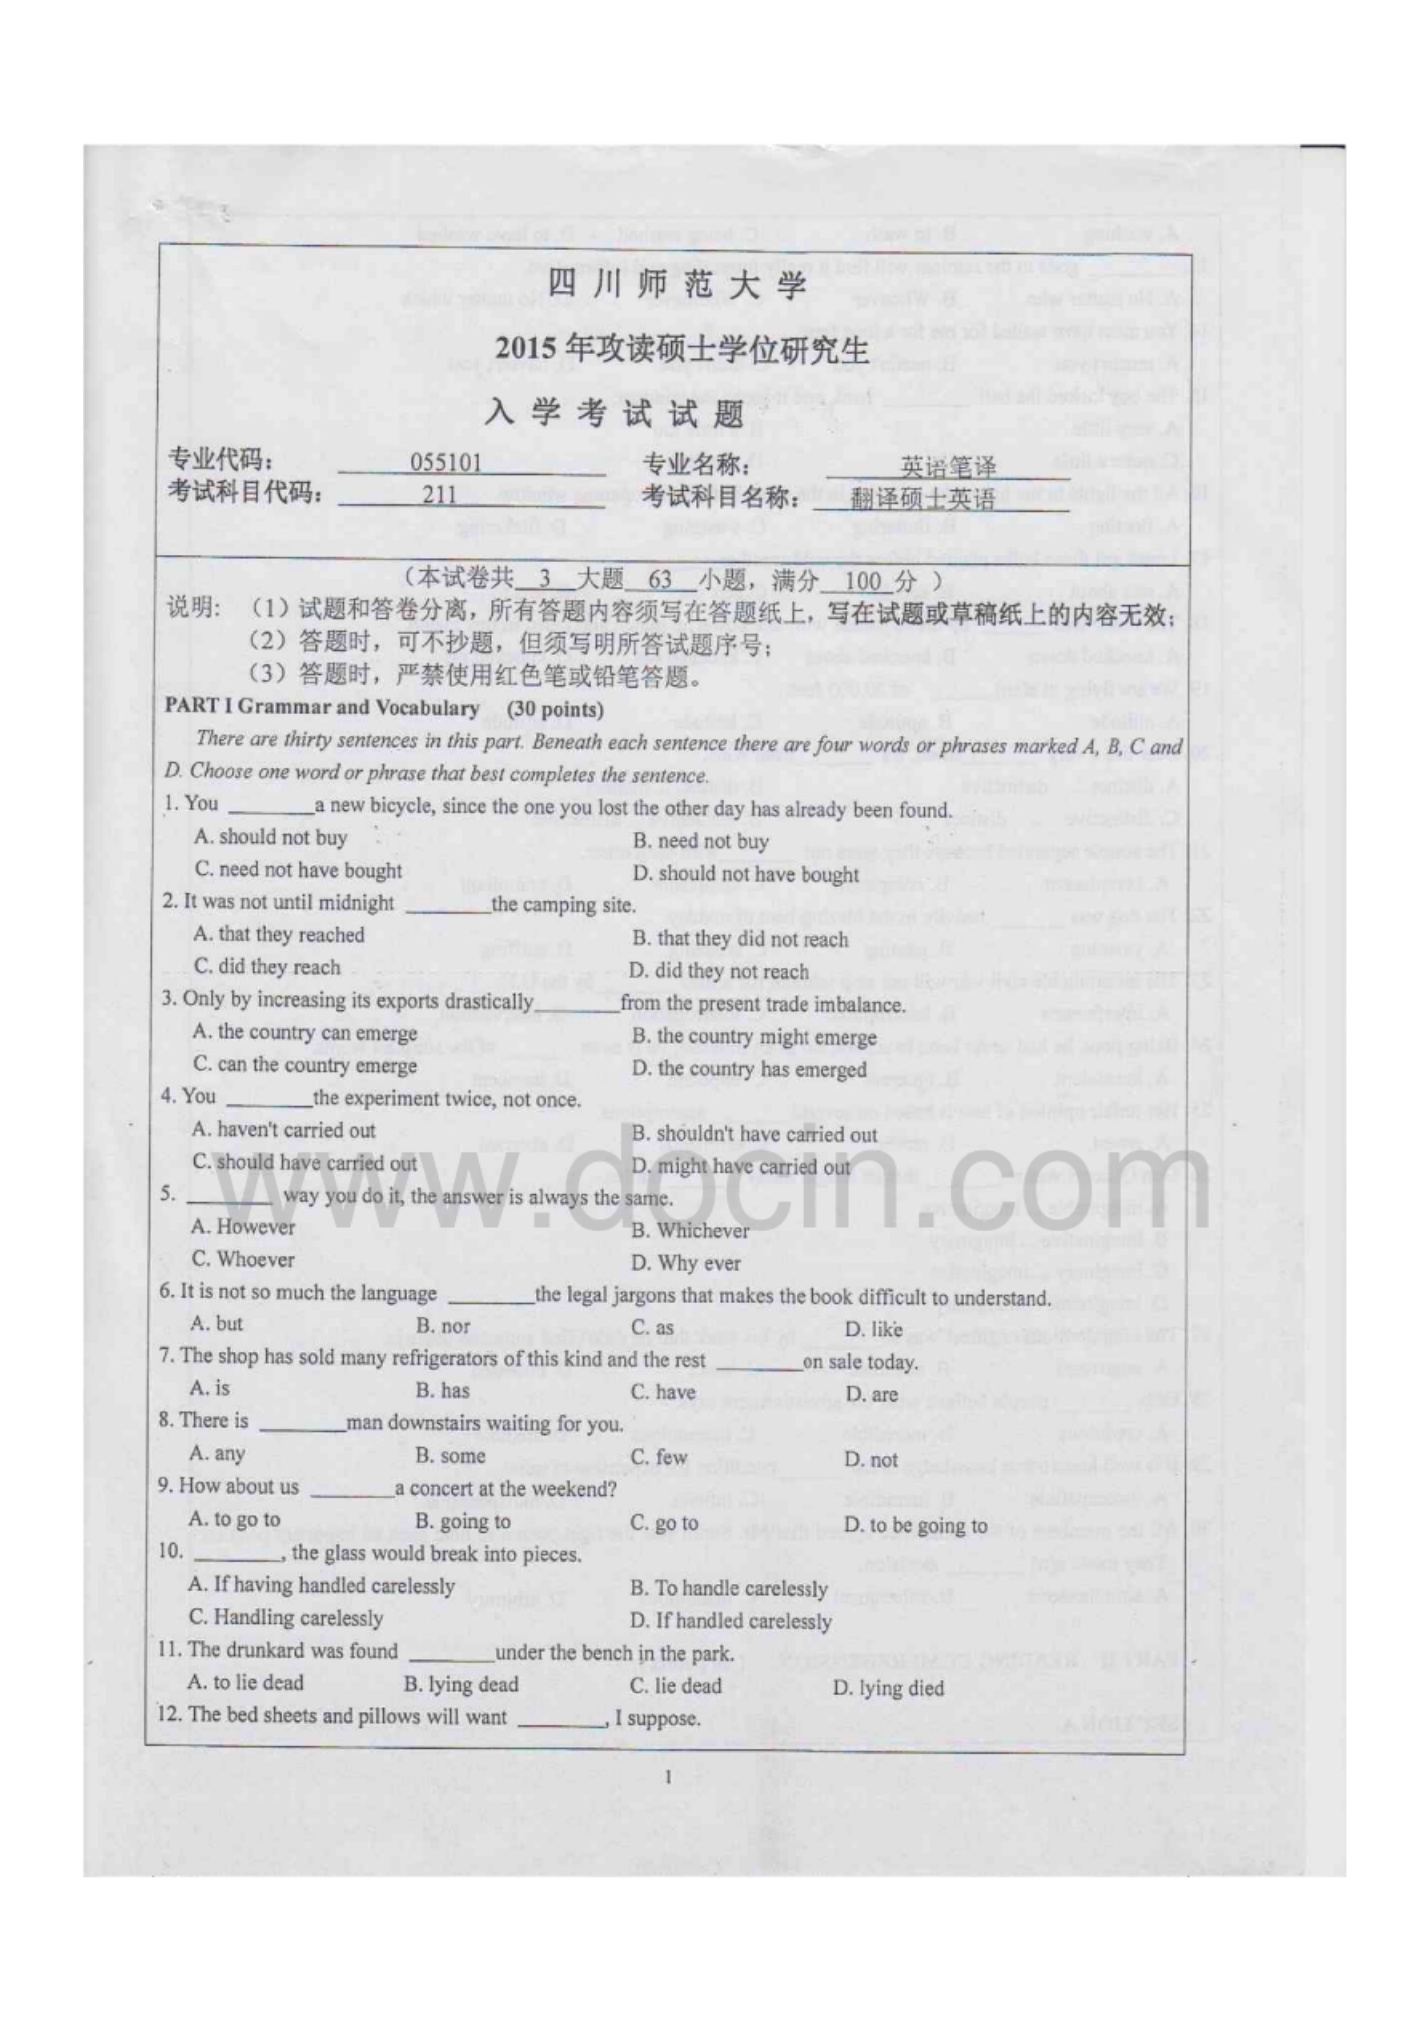 四川师范大学
2015年攻读硕士学位研究生
入学考试试题
专业代码: 055101 专业名称: 英语笔译
考试科目代码: 211 考试科目名称: 翻译硕士英语
（本试卷共 3 大题 63 小题，满分 100 分 ）
说明: （1）试题和答卷分离，所有答题内容须写在答题纸上，写在试题或草稿纸上的内容无效；
（2）答题时，可不抄题，但须写明所答试题序号；
（3）答题时，严禁使用红色笔或铅笔答题。
PART I Grammar and Vocabulary (30 points)
There are thirty sentences in this part. Beneath each sentence there are four words or phrases marked A, B, C and
D. Choose one word or phrase that best completes the sentence.
1. You ________a new bicycle, since the one you lost the other day has already been found.
A. should not buy B. need not buy
C. need not have bought D. should not have bought
2. It was not until midnight ________the camping site.
A. that they reached B. that they did not reach
C. did they reach D. did they not reach
3. Only by increasing its exports drastically________from the present trade imbalance.
A. the country can emerge B. the country might emerge
C. can the country emerge D. the country has emerged
4. You ________the experiment twice, not once.
A. haven't carried out B. shouldn't have carried out
C. should have carried out D. might have carried out
5. ________ way you do it, the answer is always the same.
A. However B. Whichever
C. Whoever D. Why ever
6. It is not so much the language ________the legal jargons that makes the book difficult to understand.
A. but B. nor C. as D. like
7. The shop has sold many refrigerators of this kind and the rest ________on sale today.
A. is B. has C. have D. are
8. There is ________man downstairs waiting for you.
A. any B. some C. few D. not
9. How about us ________a concert at the weekend?
A. to go to B. going to C. go to D. to be going to
10. ________, the glass would break into pieces.
A. If having handled carelessly B. To handle carelessly
C. Handling carelessly D. If handled carelessly
11. The drunkard was found ________under the bench in the park.
A. to lie dead B. lying dead C. lie dead D. lying died
12. The bed sheets and pillows will want ________, I suppose.
1
www.docin.com